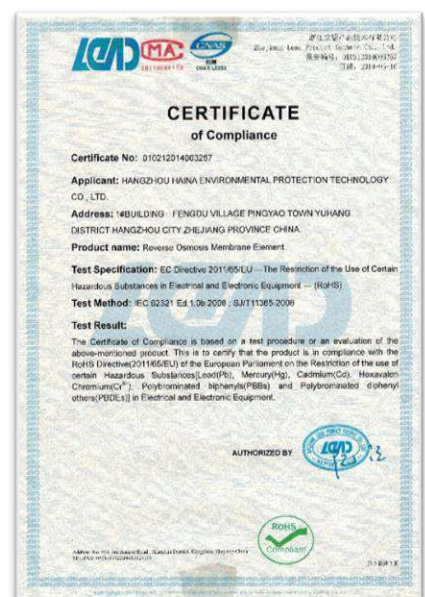 LEAD
MA
CNAS
CERTIFICATE
of Compliance
Certificate No: 010212014003257
Applicant: HANGZHOU HAINA ENVIRONMENTAL PROTECTION TECHNOLOGY
CO., LTD.
Address: 1#BUILDING FENGDU VILLAGE PINGYAO TOWN YUHANG
DISTRICT HANGZHOU CITY ZHEJIANG PROVINCE CHINA.
Product name: Reverse Osmosis Membrane Element
Test Specification: EC Directive 2011/65/EU — The Restriction of the Use of Certain
Hazardous Substances in Electrical and Electronic Equipment — (RoHS)
Test Method: IEC 62321 Ed 1.0b:2008 ; SJ/T11365-2008
Test Result:
The Certificate of Compliance is based on a test procedure or an evaluation of the
above-mentioned product. This is to certify that the product is in compliance with the
RoHS Directive(2011/65/EU) of the European Parliament on the Restriction of the use of
certain Hazardous Substances[Lead(Pb), Mercury(Hg), Cadmium(Cd), Hexavalen
Chromium(Cr⁶⁺), Polybrominated biphenyls(PBBs) and Polybrominated diphenyl
ethers(PBDEs)] in Electrical and Electronic Equipment.
AUTHORIZED BY
LEAD
RoHS
Compliant